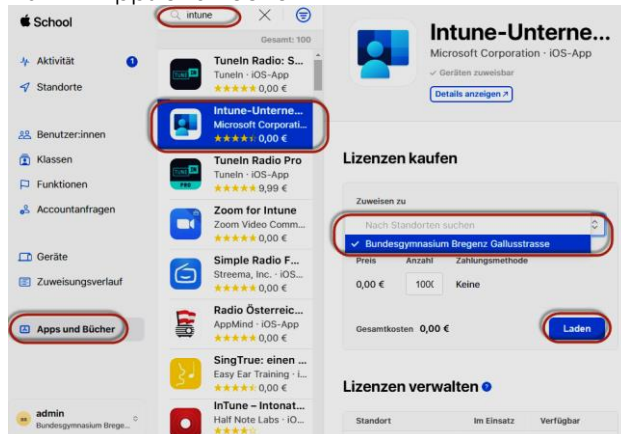 School
Aktivität
1
Standorte
Benutzer:innen
Klassen
Funktionen
Accountanfragen
Geräte
Zuweisungsverlauf
Apps und Bücher
admin
Bundesgymnasium Brege...
intune
Gesamt: 100
TuneIn Radio: S...
TuneIn · iOS-App
★★★★★ 0,00 €
Intune-Unterne...
Microsoft Corporati...
0,00 €
TuneIn Radio Pro
TuneIn · iOS-App
9,99 €
Zoom for Intune
Zoom Video Comm...
0,00 €
Simple Radio F...
Streema, Inc. · iOS...
0,00 €
Radio Österreic...
AppMind · iOS-App
0,00 €
SingTrue: einen ...
Easy Ear Training · i...
0,00 €
InTune – Intonat...
Half Note Labs · iO...
Intune-Unterne...
Microsoft Corporation · iOS-App
Geräten zuweisbar
Details anzeigen
Lizenzen kaufen
Zuweisen zu
Nach Standorten suchen
Bundesgymnasium Bregenz Gallusstrasse
Preis Anzahl Zahlungsmethode
0,00 € Keine
Gesamtkosten 0,00 €
Laden
Lizenzen verwalten
Standort Im Einsatz Verfügbar